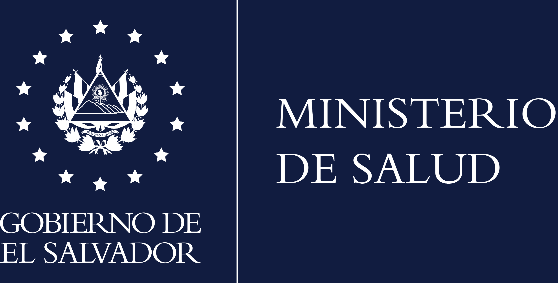 GOBIERNO DE
EL SALVADOR
MINISTERIO
DE SALUD